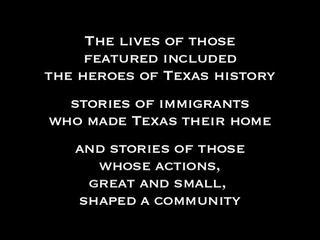 The lives of those
featured included
the heroes of Texas history
stories of immigrants
who made Texas their home
and stories of those
whose actions,
great and small,
shaped a community